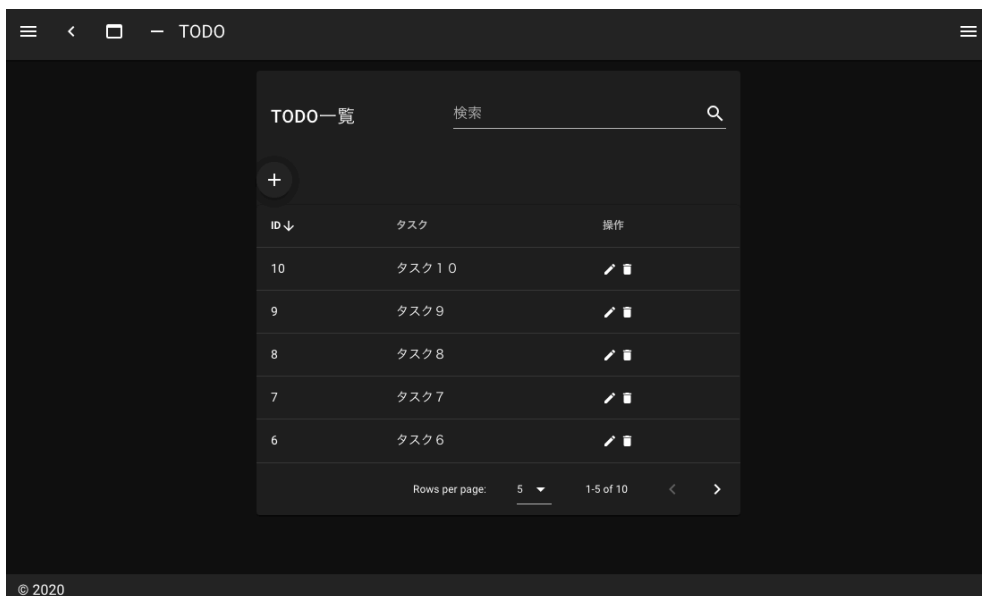 TODO
TODO一覧
検索
ID タスク 操作
10 タスク１０
9 タスク９
8 タスク８
7 タスク７
6 タスク６
Rows per page: 5 1-5 of 10
© 2020